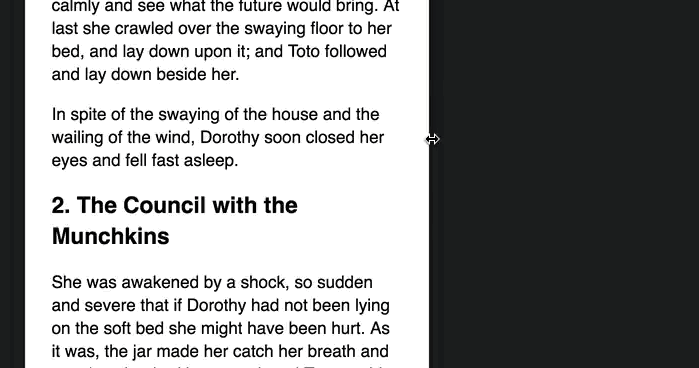 calmly and see what the future would bring. At
last she crawled over the swaying floor to her
bed, and lay down upon it; and Toto followed
and lay down beside her.
In spite of the swaying of the house and the
wailing of the wind, Dorothy soon closed her
eyes and fell fast asleep.
2. The Council with the
Munchkins
She was awakened by a shock, so sudden
and severe that if Dorothy had not been lying
on the soft bed she might have been hurt. As
it was, the jar made her catch her breath and